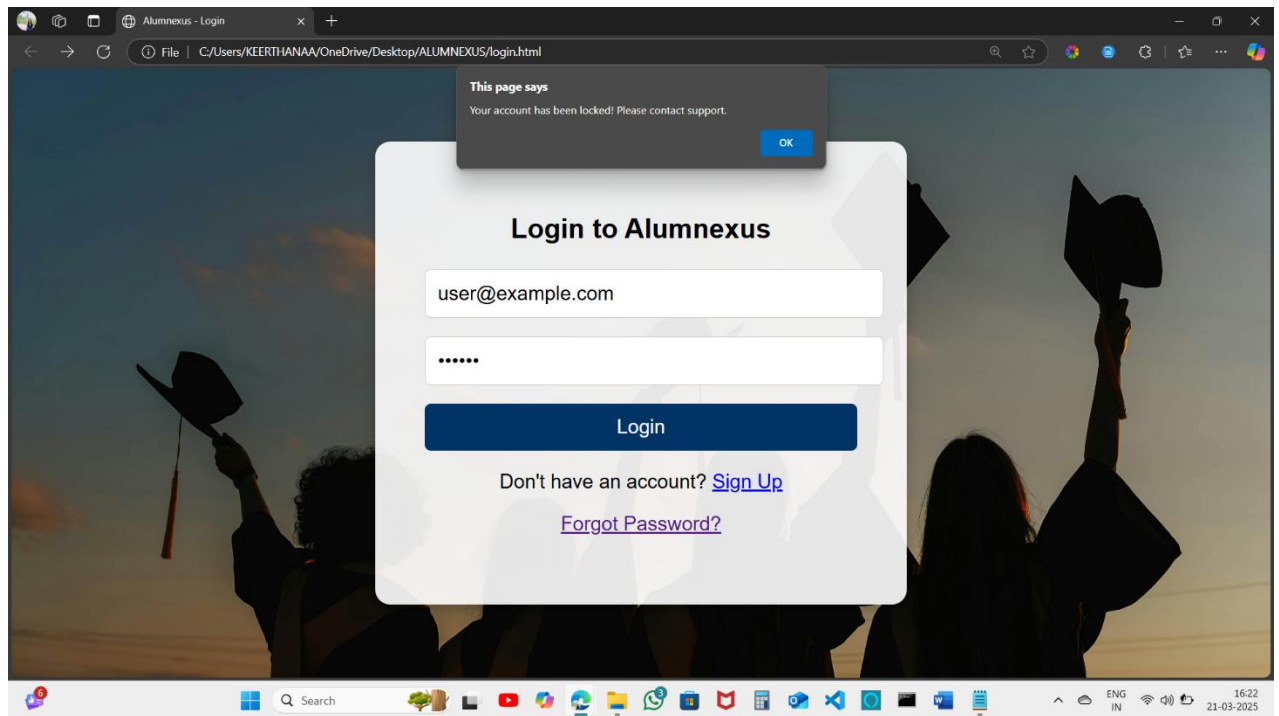 Alumnexus - Login
File | C:/Users/KEERTHANAA/OneDrive/Desktop/ALUMNEXUS/login.html
This page says
Your account has been locked! Please contact support.
OK
Login to Alumnexus
user@example.com
••••••
Login
Don't have an account? Sign Up
Forgot Password?
6
Search
3
ENG
IN
16:22
21-03-2025